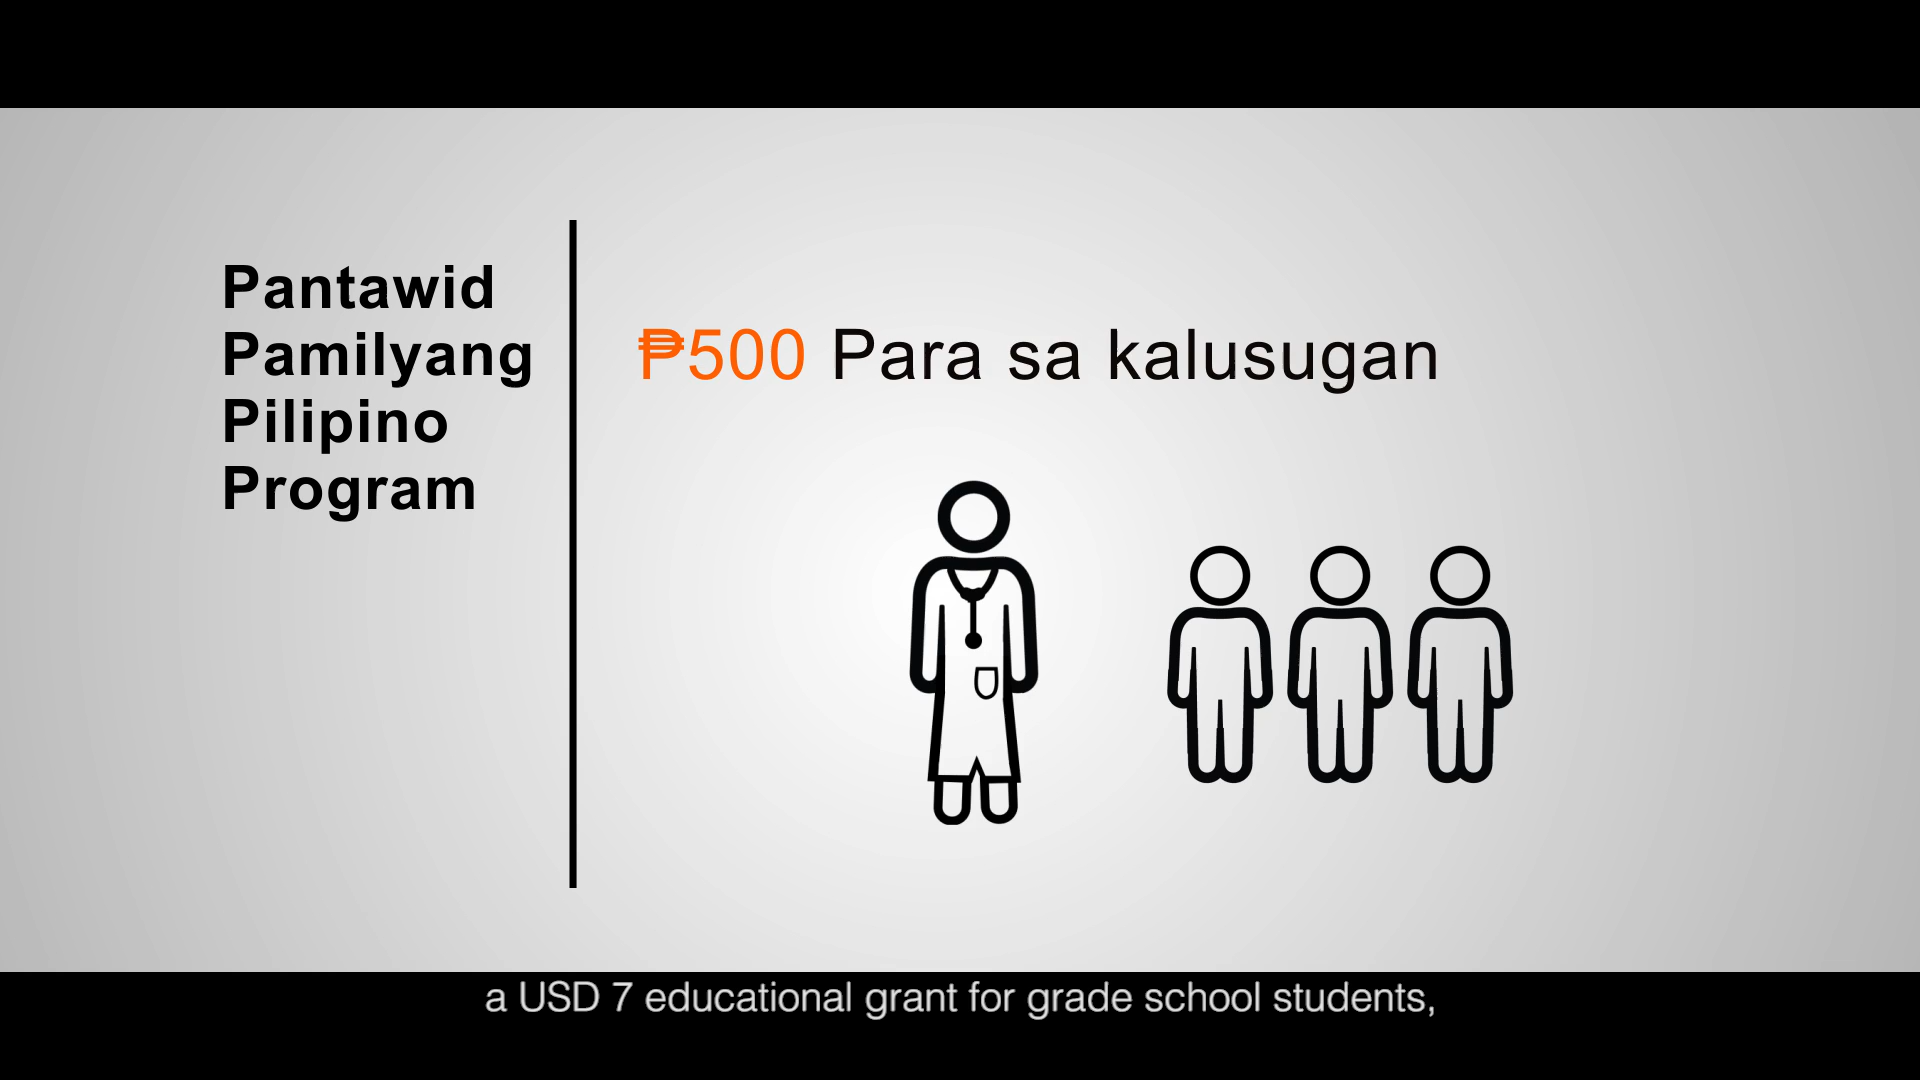 Pantawid
Pamilyang
Pilipino
Program
₱500 Para sa kalusugan
a USD 7 educational grant for grade school students,